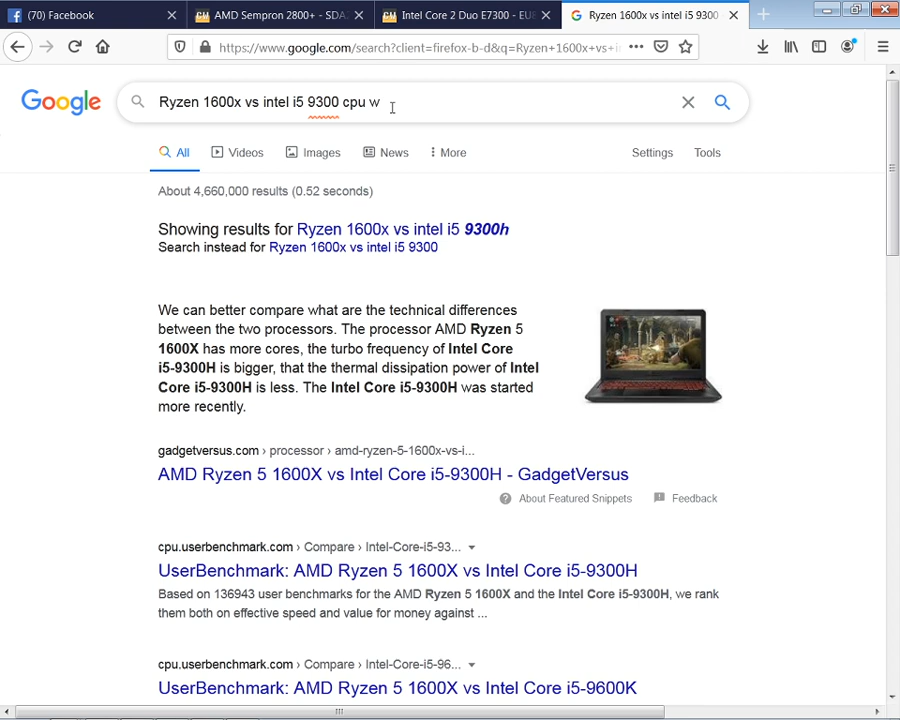 (70) Facebook
AMD Sempron 2800+ - SDA
Intel Core 2 Duo E7300 - EU
Ryzen 1600x vs intel i5 9300
https://www.google.com/search?client=firefox-b-d&q=Ryzen+1600x+vs+i
Google
Ryzen 1600x vs intel i5 9300 cpu w
All
Videos
Images
News
More
Settings
Tools
About 4,660,000 results (0.52 seconds)
Showing results for Ryzen 1600x vs intel i5 9300h
Search instead for Ryzen 1600x vs intel i5 9300
We can better compare what are the technical differences
between the two processors. The processor AMD Ryzen 5
1600X has more cores, the turbo frequency of Intel Core
i5-9300H is bigger, that the thermal dissipation power of Intel
Core i5-9300H is less. The Intel Core i5-9300H was started
more recently.
gadgetversus.com › processor › amd-ryzen-5-1600x-vs-i...
AMD Ryzen 5 1600X vs Intel Core i5-9300H - GadgetVersus
About Featured Snippets
Feedback
cpu.userbenchmark.com › Compare › Intel-Core-i5-93...
UserBenchmark: AMD Ryzen 5 1600X vs Intel Core i5-9300H
Based on 136943 user benchmarks for the AMD Ryzen 5 1600X and the Intel Core i5-9300H, we rank
them both on effective speed and value for money against ...
cpu.userbenchmark.com › Compare › Intel-Core-i5-96...
UserBenchmark: AMD Ryzen 5 1600X vs Intel Core i5-9600K